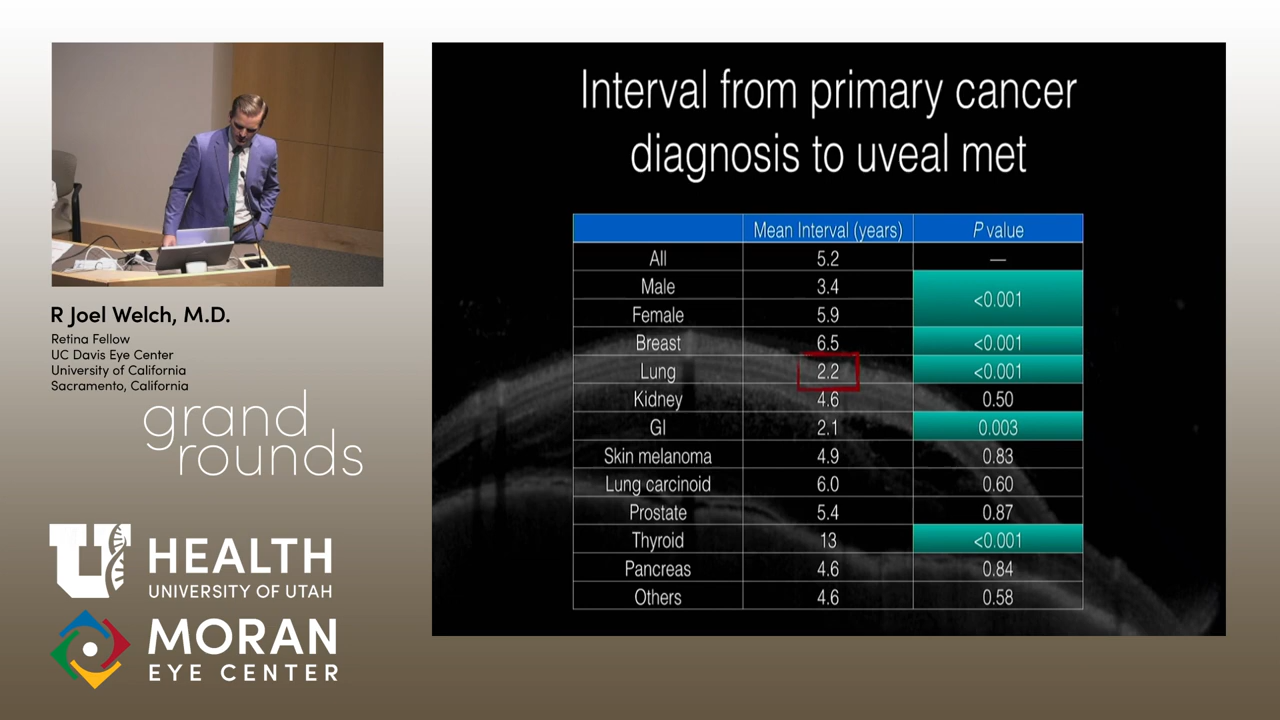 R Joel Welch, M.D.
Retina Fellow
UC Davis Eye Center
University of California
Sacramento, California
grand
rounds
U
HEALTH
UNIVERSITY OF UTAH
MORAN
EYE CENTER
Interval from primary cancer
diagnosis to uveal met
Mean Interval (years) P value
All 5.2 —
Male 3.4 <0.001
Female 5.9
Breast 6.5 <0.001
Lung 2.2 <0.001
Kidney 4.6 0.50
GI 2.1 0.003
Skin melanoma 4.9 0.83
Lung carcinoid 6.0 0.60
Prostate 5.4 0.87
Thyroid 13 <0.001
Pancreas 4.6 0.84
Others 4.6 0.58